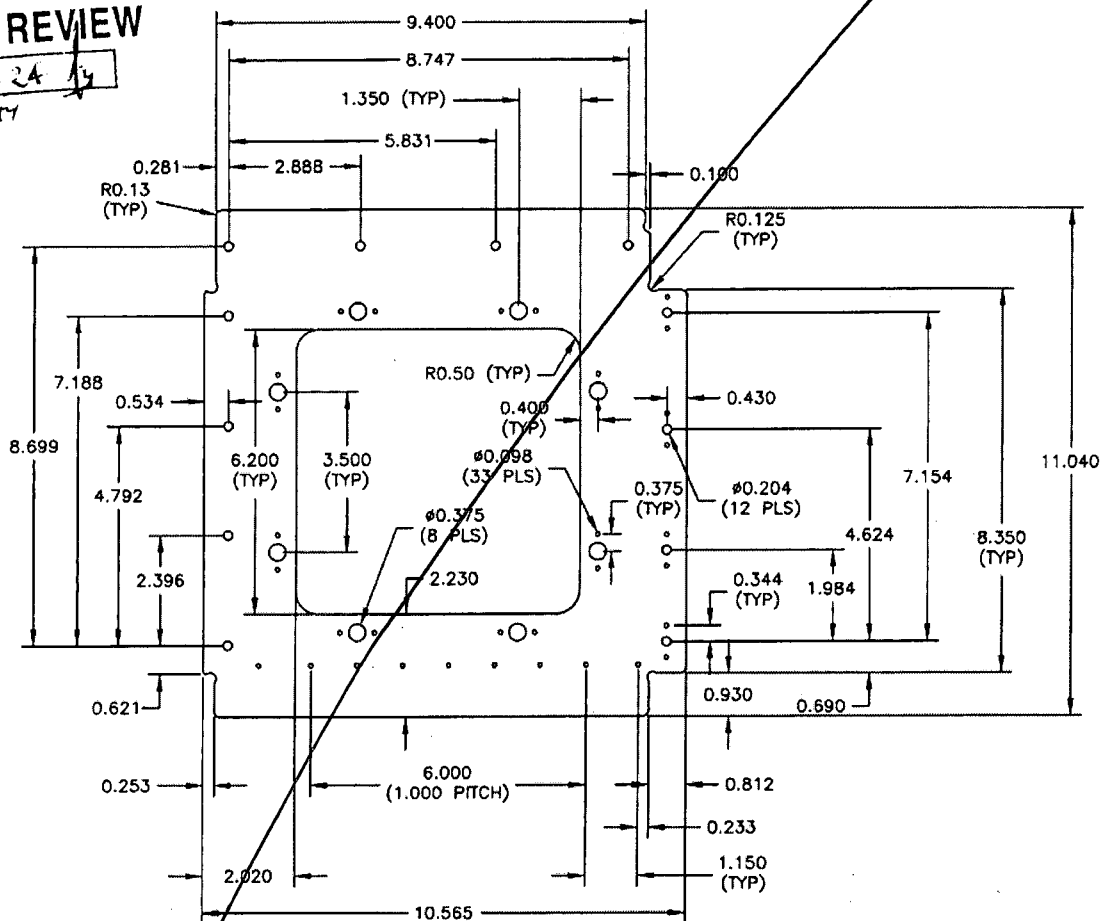 REVIEW
24
9.400
8.747
1.350 (TYP)
5.831
0.281
2.888
0.100
R0.13
(TYP)
R0.125
(TYP)
7.188
R0.50 (TYP)
0.534
0.400
(TYP)
0.430
8.699
6.200
(TYP)
3.500
(TYP)
ø0.098
(33 PLS)
11.040
4.792
7.154
0.375
(TYP)
ø0.204
(12 PLS)
ø0.375
(8 PLS)
4.624
8.350
(TYP)
2.396
2.230
0.344
(TYP)
1.984
0.621
0.930
0.690
0.253
6.000
(1.000 PITCH)
0.812
0.233
2.020
1.150
(TYP)
10.565